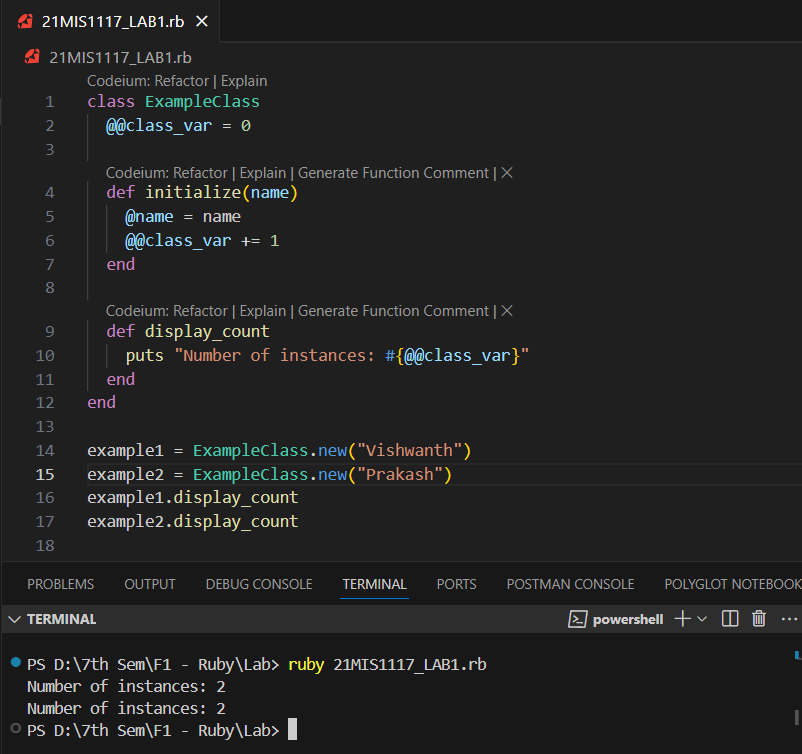 21MIS1117_LAB1.rb
21MIS1117_LAB1.rb
Codeium: Refactor | Explain
1 class ExampleClass
2 @@class_var = 0
3
Codeium: Refactor | Explain | Generate Function Comment | ×
4 def initialize(name)
5 @name = name
6 @@class_var += 1
7 end
8
Codeium: Refactor | Explain | Generate Function Comment | ×
9 def display_count
10 puts "Number of instances: #{@@class_var}"
11 end
12 end
13
14 example1 = ExampleClass.new("Vishwanth")
15 example2 = ExampleClass.new("Prakash")
16 example1.display_count
17 example2.display_count
18
PROBLEMS OUTPUT DEBUG CONSOLE TERMINAL PORTS POSTMAN CONSOLE POLYGLOT NOTEBOOK
TERMINAL powershell
PS D:\7th Sem\F1 - Ruby\Lab> ruby 21MIS1117_LAB1.rb
Number of instances: 2
Number of instances: 2
PS D:\7th Sem\F1 - Ruby\Lab>